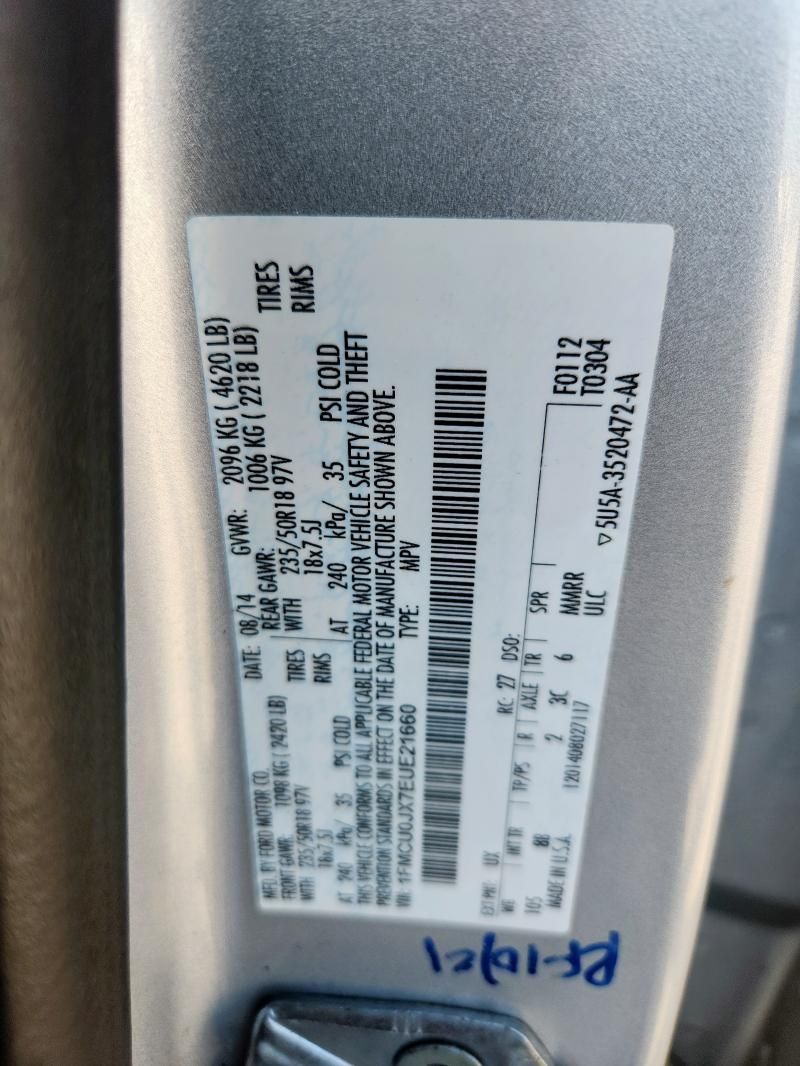 MFD. BY FORD MOTOR CO.
DATE: 08/14 GVWR: 2096 KG ( 4620 LB)
FRONT GAWR: 1098 KG ( 2420 LB)
REAR GAWR: 1006 KG ( 2218 LB)
WITH 235/50R18 97V TIRES
WITH 235/50R18 97V TIRES
18x7.5J RIMS
18x7.5J RIMS
AT 240 kPa/ 35 PSI COLD
AT 240 kPa/ 35 PSI COLD
THIS VEHICLE CONFORMS TO ALL APPLICABLE FEDERAL MOTOR VEHICLE SAFETY AND THEFT
PREVENTION STANDARDS IN EFFECT ON THE DATE OF MANUFACTURE SHOWN ABOVE.
VIN: 1FMCU0JX7EUE21660 TYPE: MPV
EXT PNT: UX RC: 27 DSO:
WB INT TR TP/PS R AXLE TR SPR F0112
105 8B 2 3C 6 MMRR T0304
MADE IN U.S.A. ULC
▽5U5A-3520472-AA